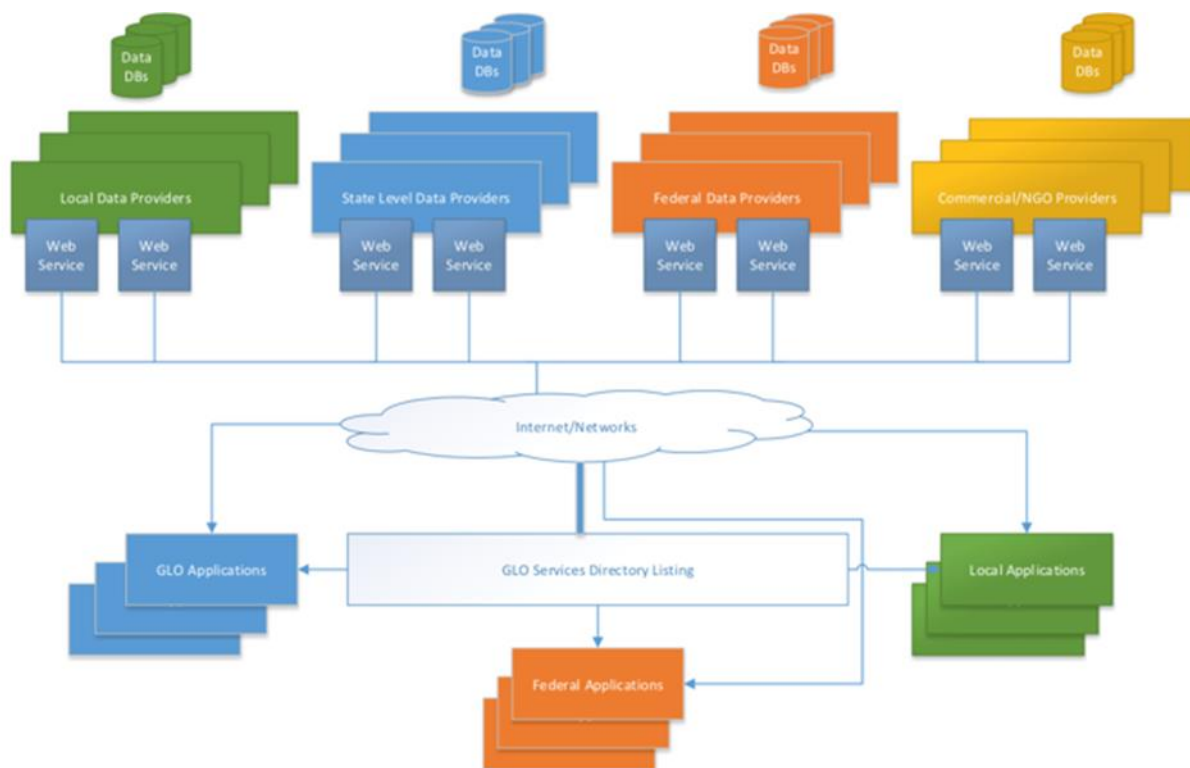 Data
DBs
Data
DBs
Data
DBs
Data
DBs
Local Data Providers
State Level Data Providers
Federal Data Providers
Commercial/NGO Providers
Web
Service
Web
Service
Web
Service
Web
Service
Web
Service
Web
Service
Web
Service
Web
Service
Internet/Networks
GLO Applications
GLO Services Directory Listing
Local Applications
Federal Applications